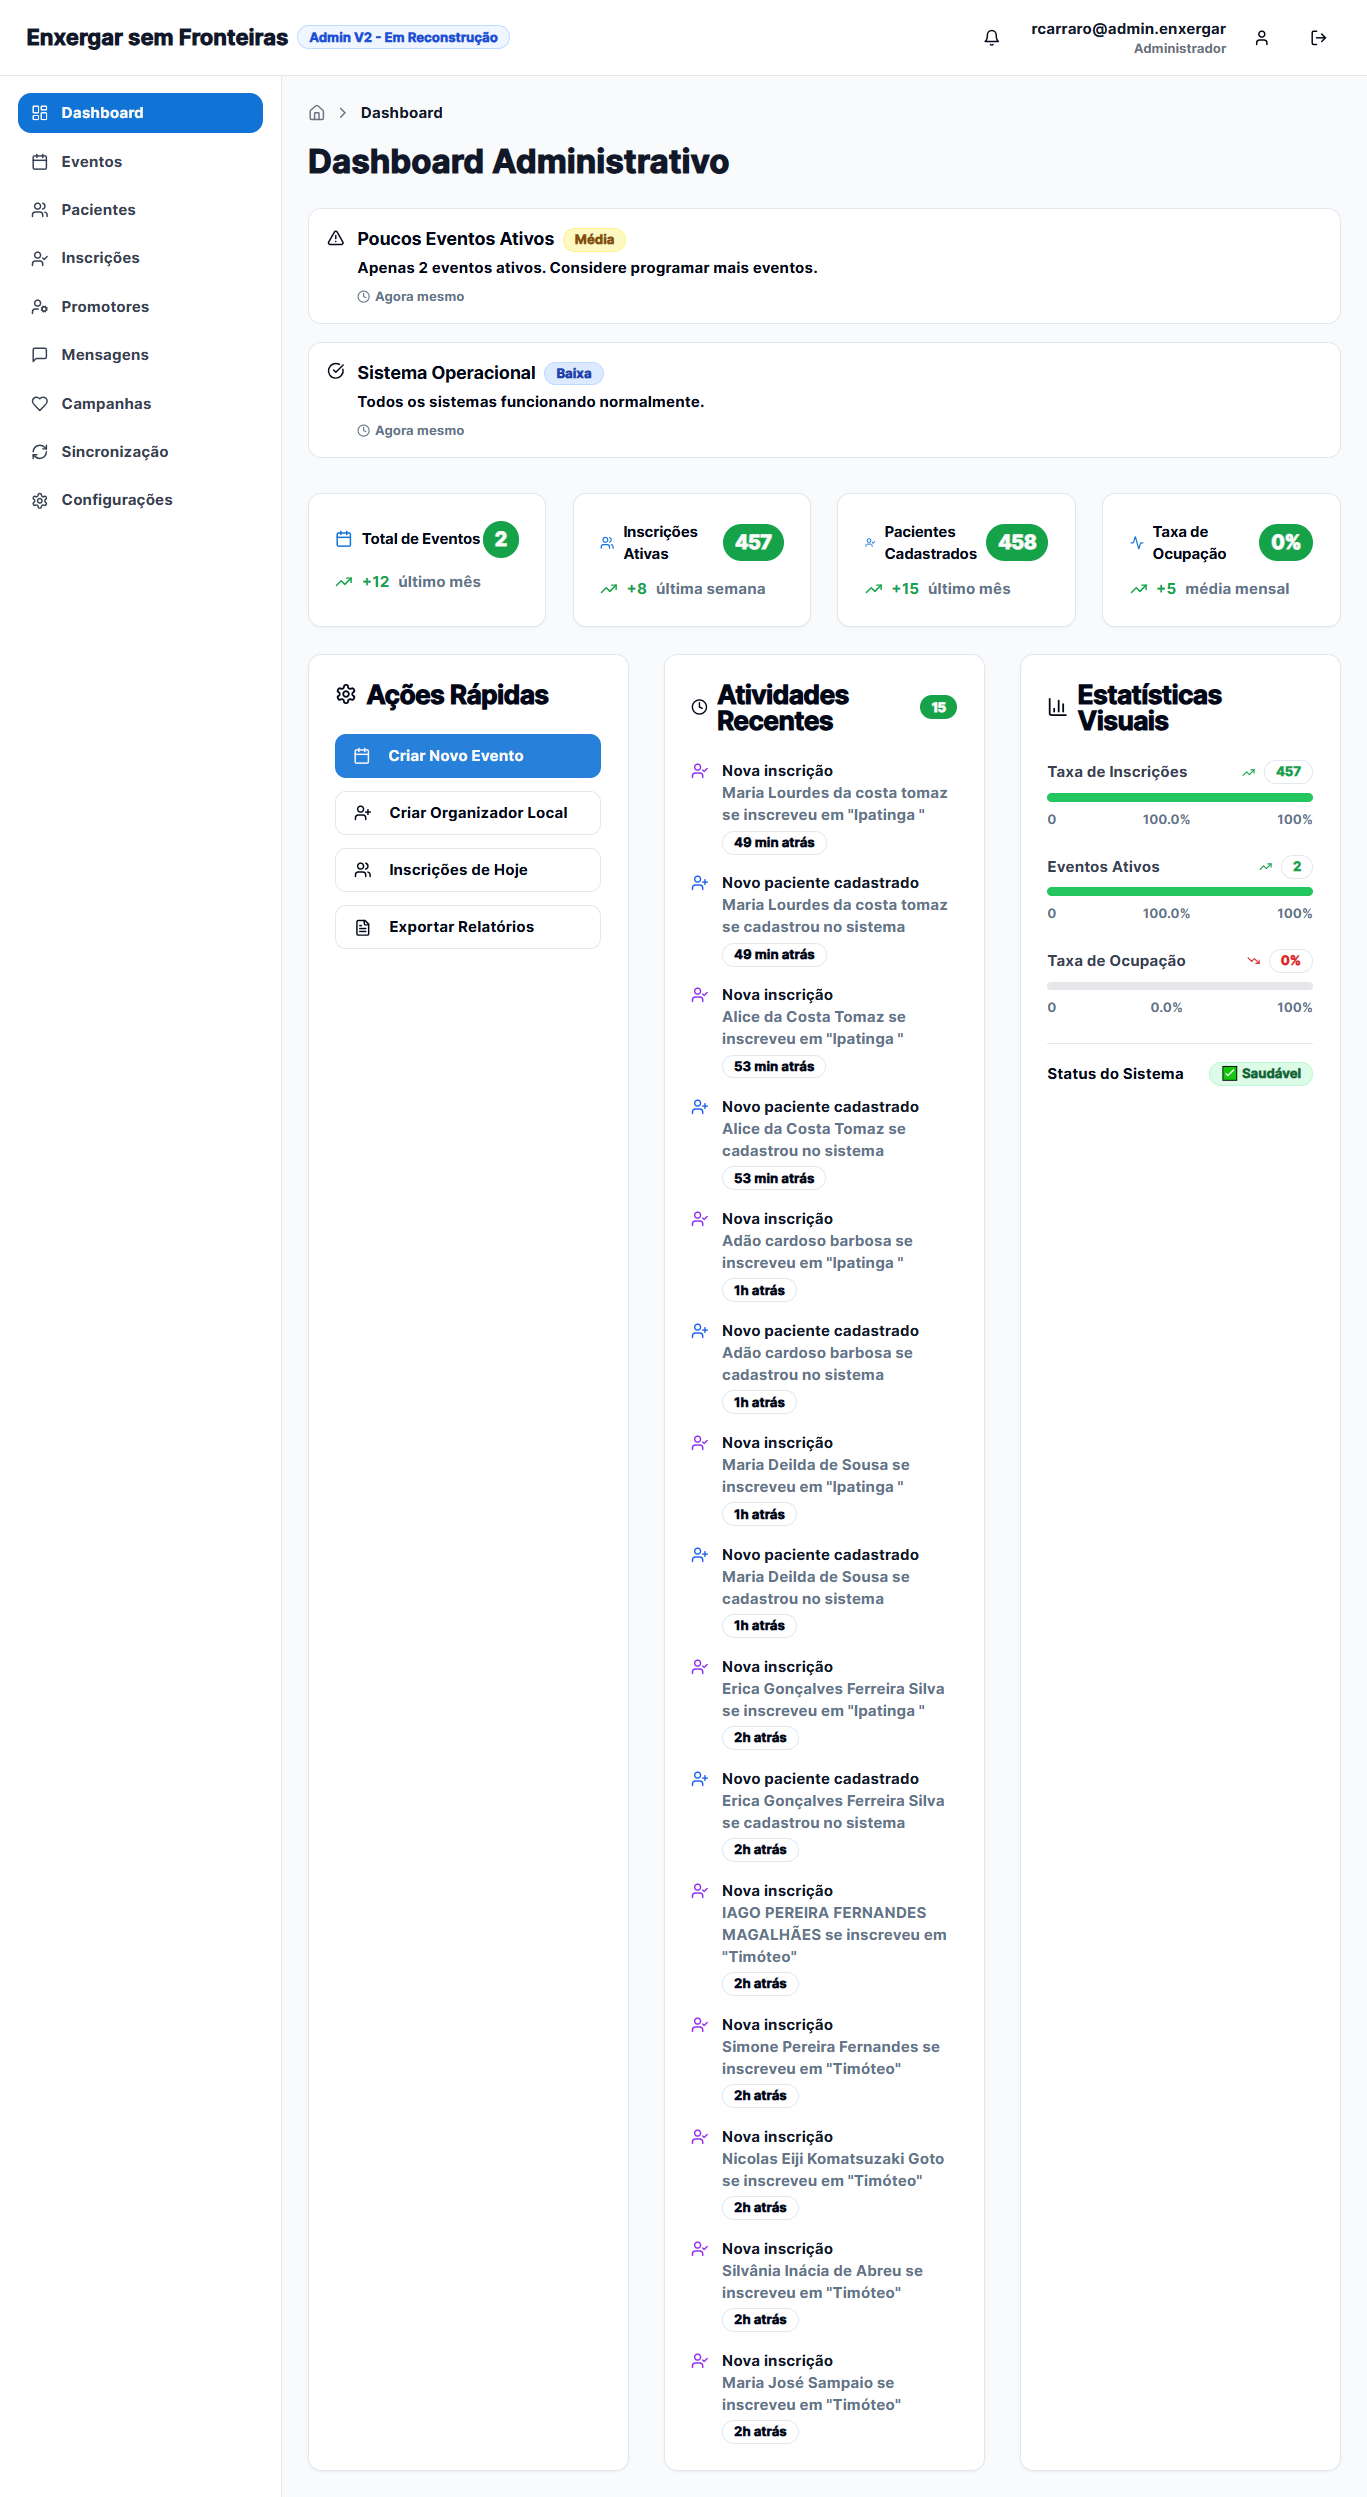 Enxergar sem Fronteiras
Admin V2 - Em Reconstrução
rcarraro@admin.enxergar
Administrador
Dashboard
Eventos
Pacientes
Inscrições
Promotores
Mensagens
Campanhas
Sincronização
Configurações
Dashboard
Dashboard Administrativo
Poucos Eventos Ativos
Média
Apenas 2 eventos ativos. Considere programar mais eventos.
Agora mesmo
Sistema Operacional
Baixa
Todos os sistemas funcionando normalmente.
Agora mesmo
Total de Eventos
2
+12 último mês
Inscrições
Ativas
457
+8 última semana
Pacientes
Cadastrados
458
+15 último mês
Taxa de
Ocupação
0%
+5 média mensal
Ações Rápidas
Criar Novo Evento
Criar Organizador Local
Inscrições de Hoje
Exportar Relatórios
Atividades
Recentes
15
Nova inscrição
Maria Lourdes da costa tomaz
se inscreveu em "Ipatinga "
49 min atrás
Novo paciente cadastrado
Maria Lourdes da costa tomaz
se cadastrou no sistema
49 min atrás
Nova inscrição
Alice da Costa Tomaz se
inscreveu em "Ipatinga "
53 min atrás
Novo paciente cadastrado
Alice da Costa Tomaz se
cadastrou no sistema
53 min atrás
Nova inscrição
Adão cardoso barbosa se
inscreveu em "Ipatinga "
1h atrás
Novo paciente cadastrado
Adão cardoso barbosa se
cadastrou no sistema
1h atrás
Nova inscrição
Maria Deilda de Sousa se
inscreveu em "Ipatinga "
1h atrás
Novo paciente cadastrado
Maria Deilda de Sousa se
cadastrou no sistema
1h atrás
Nova inscrição
Erica Gonçalves Ferreira Silva
se inscreveu em "Ipatinga "
2h atrás
Novo paciente cadastrado
Erica Gonçalves Ferreira Silva
se cadastrou no sistema
2h atrás
Nova inscrição
IAGO PEREIRA FERNANDES
MAGALHÃES se inscreveu em
"Timóteo"
2h atrás
Nova inscrição
Simone Pereira Fernandes se
inscreveu em "Timóteo"
2h atrás
Nova inscrição
Nicolas Eiji Komatsuzaki Goto
se inscreveu em "Timóteo"
2h atrás
Nova inscrição
Silvânia Inácia de Abreu se
inscreveu em "Timóteo"
2h atrás
Nova inscrição
Maria José Sampaio se
inscreveu em "Timóteo"
2h atrás
Estatísticas
Visuais
Taxa de Inscrições
457
0 100.0% 100%
Eventos Ativos
2
0 100.0% 100%
Taxa de Ocupação
0%
0 0.0% 100%
Status do Sistema
✅ Saudável